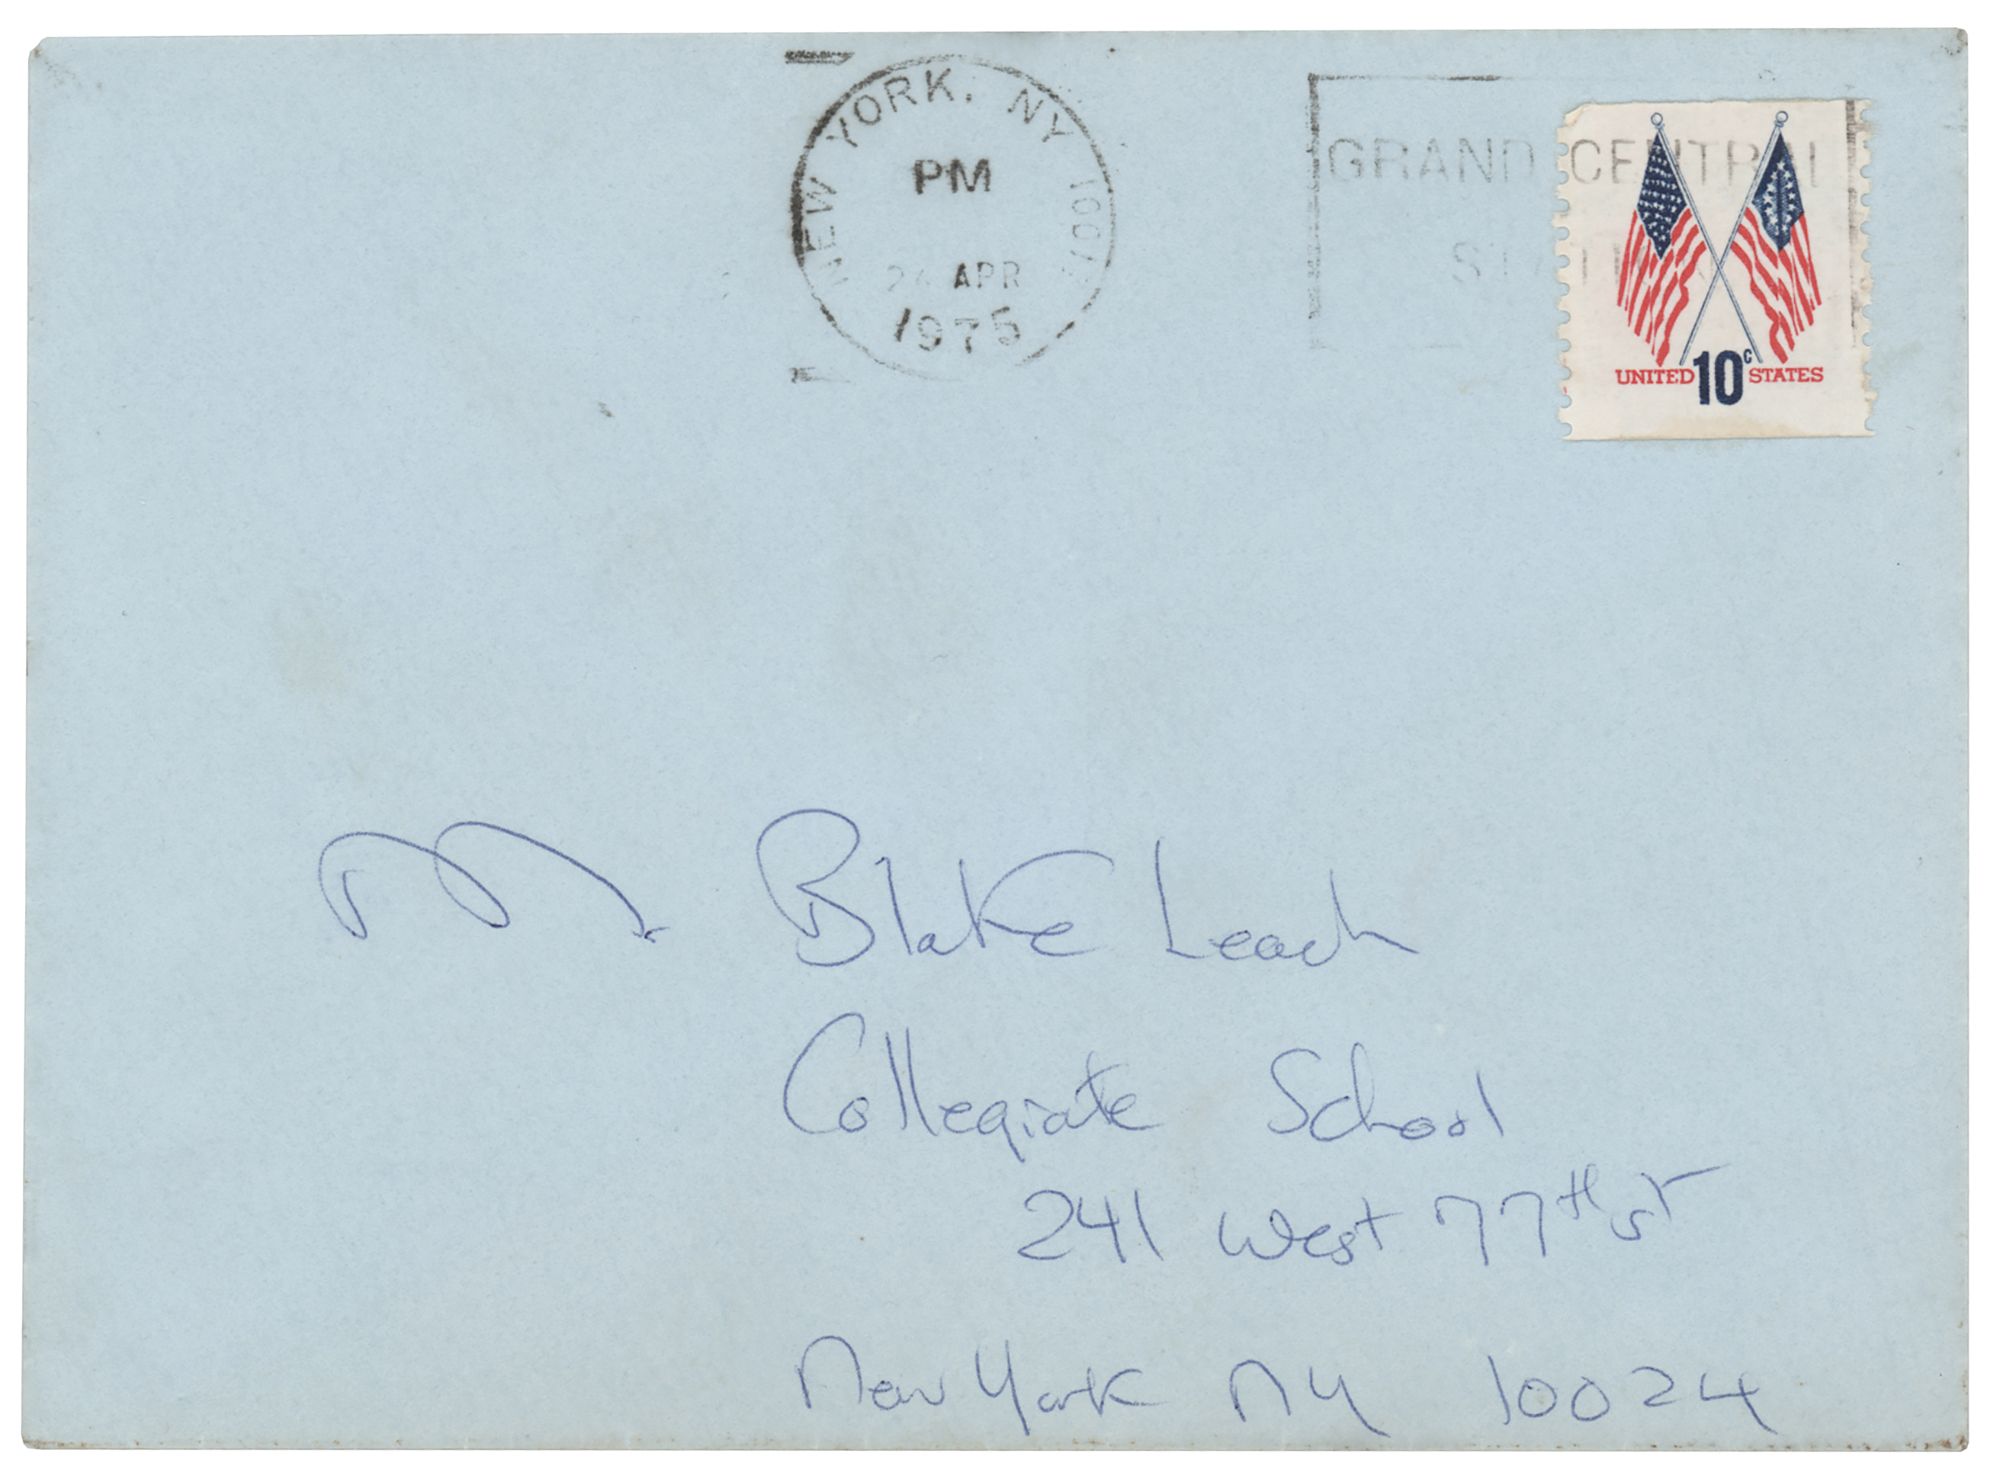 NEW YORK, NY
PM
APR
1975
GRAND CENTRAL
UNITED 10c STATES
Mr. Blake Leach
Collegiate School
241 West 77th St
New York NY 10024